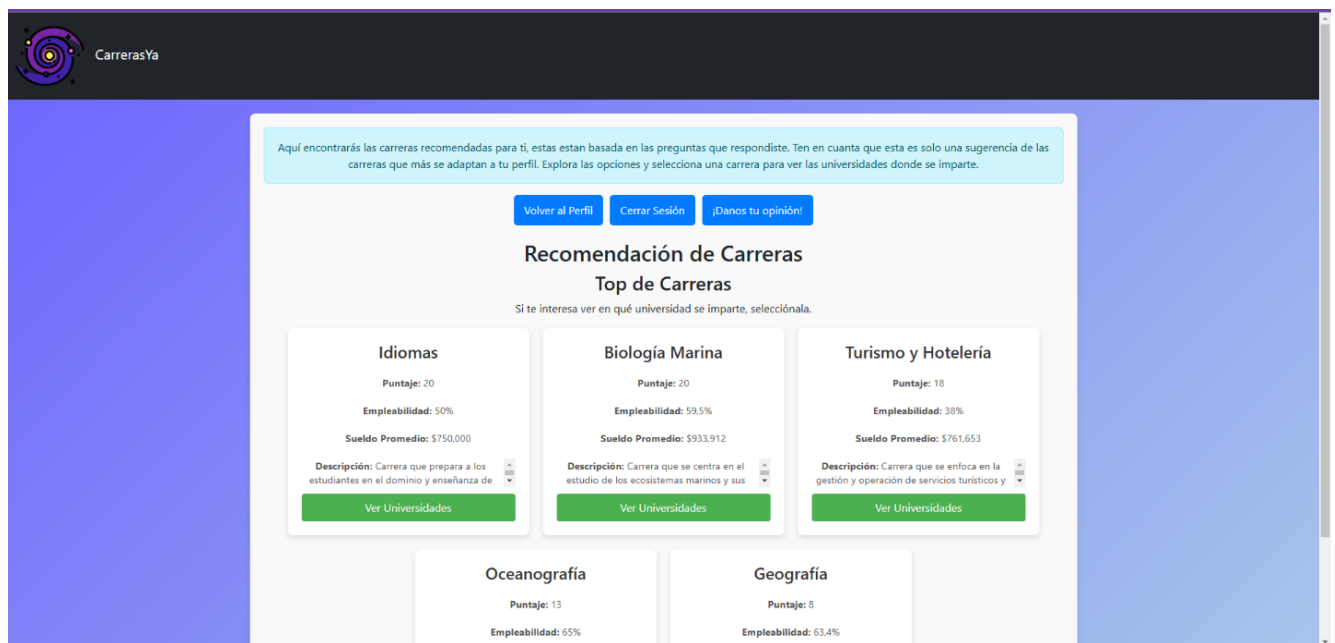 CarrerasYa
Aquí encontrarás las carreras recomendadas para ti, estas estan basada en las preguntas que respondiste. Ten en cuanta que esta es solo una sugerencia de las
carreras que más se adaptan a tu perfil. Explora las opciones y selecciona una carrera para ver las universidades donde se imparte.
Volver al Perfil
Cerrar Sesión
¡Danos tu opinión!
Recomendación de Carreras
Top de Carreras
Si te interesa ver en qué universidad se imparte, selecciónala.
Idiomas
Puntaje: 20
Empleabilidad: 50%
Sueldo Promedio: $750,000
Descripción: Carrera que prepara a los
estudiantes en el dominio y enseñanza de
Ver Universidades
Biología Marina
Puntaje: 20
Empleabilidad: 59,5%
Sueldo Promedio: $933,912
Descripción: Carrera que se centra en el
estudio de los ecosistemas marinos y sus
Ver Universidades
Turismo y Hotelería
Puntaje: 18
Empleabilidad: 38%
Sueldo Promedio: $761,653
Descripción: Carrera que se enfoca en la
gestión y operación de servicios turísticos y
Ver Universidades
Oceanografía
Puntaje: 13
Empleabilidad: 65%
Geografía
Puntaje: 8
Empleabilidad: 63.4%